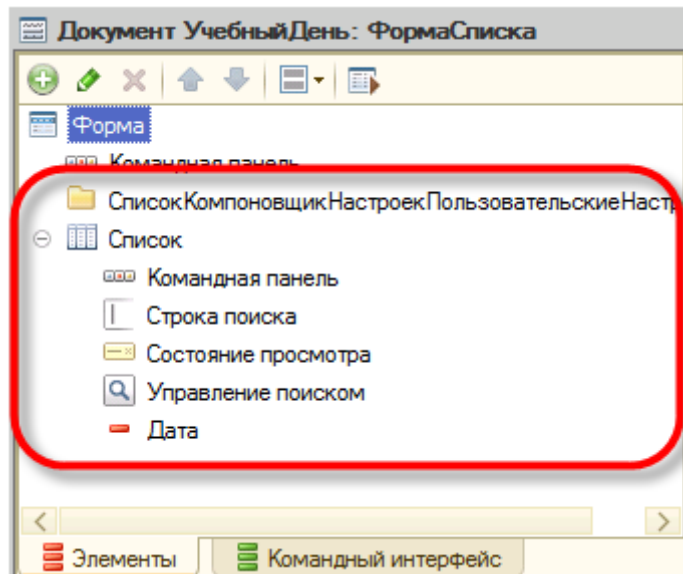 Документ УчебныйДень: ФормаСписка
Форма
Командная панель
СписокКомпоновщикНастроекПользовательскиеНастр
Список
Командная панель
Строка поиска
Состояние просмотра
Управление поиском
Дата
Элементы
Командный интерфейс